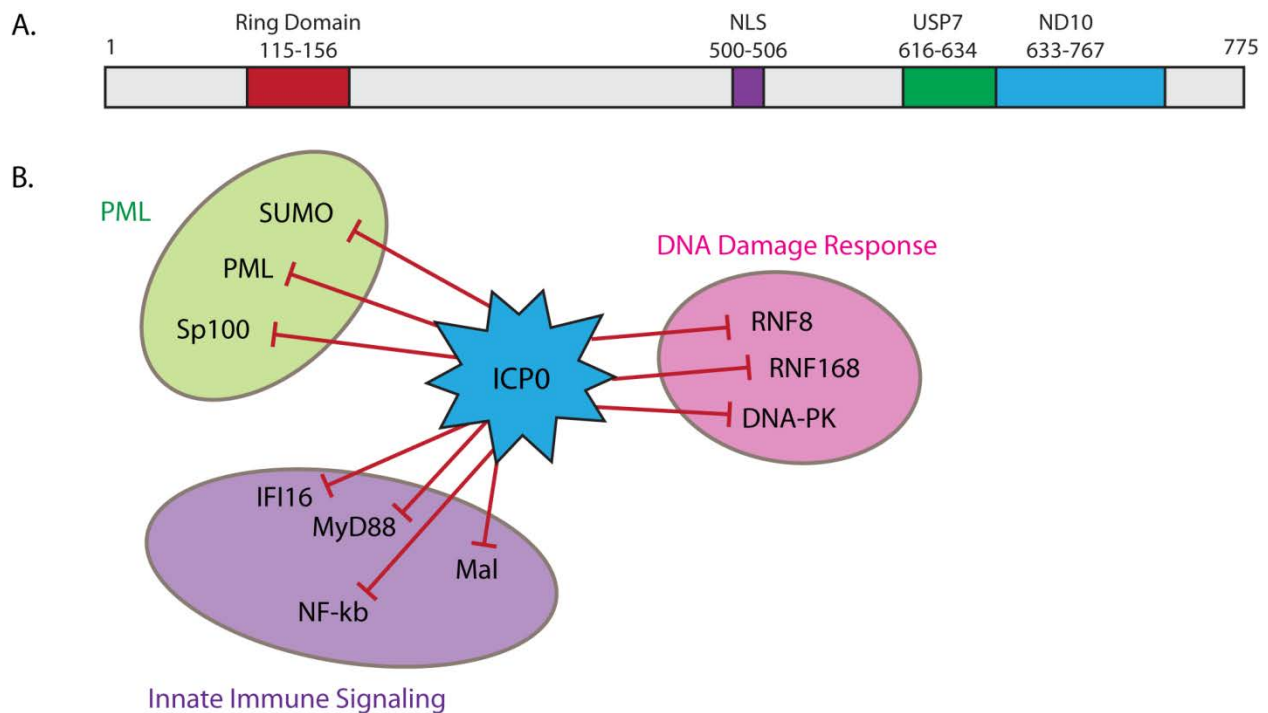 A.
Ring Domain
115-156
NLS
500-506
USP7
616-634
ND10
633-767
1
775
B.
PML
SUMO
PML
Sp100
ICP0
DNA Damage Response
RNF8
RNF168
DNA-PK
IFI16
MyD88
Mal
NF-kb
Innate Immune Signaling